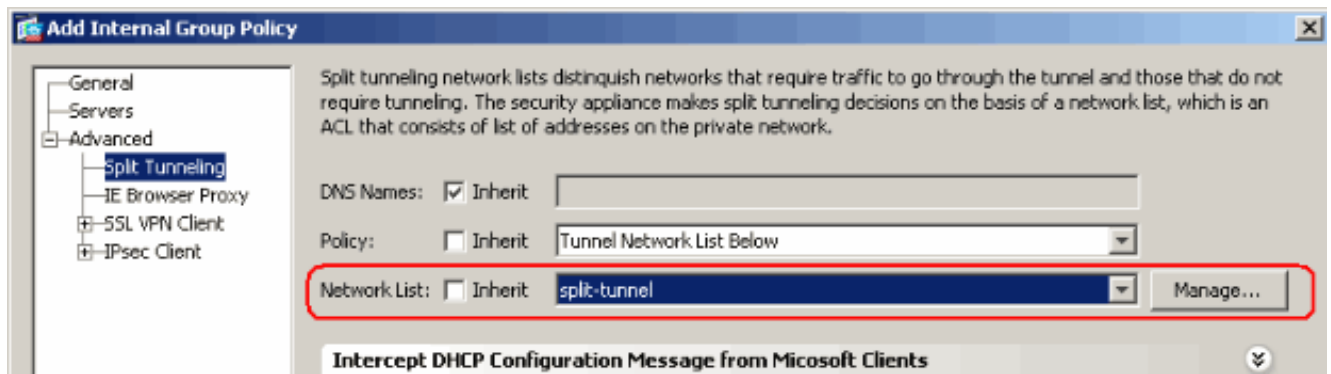 Add Internal Group Policy
General
Servers
Advanced
Split Tunneling
IE Browser Proxy
SSL VPN Client
IPsec Client
Split tunneling network lists distinguish networks that require traffic to go through the tunnel and those that do not
require tunneling. The security appliance makes split tunneling decisions on the basis of a network list, which is an
ACL that consists of list of addresses on the private network.
DNS Names: Inherit
Policy: Inherit Tunnel Network List Below
Network List: Inherit split-tunnel Manage...
Intercept DHCP Configuration Message from Micosoft Clients